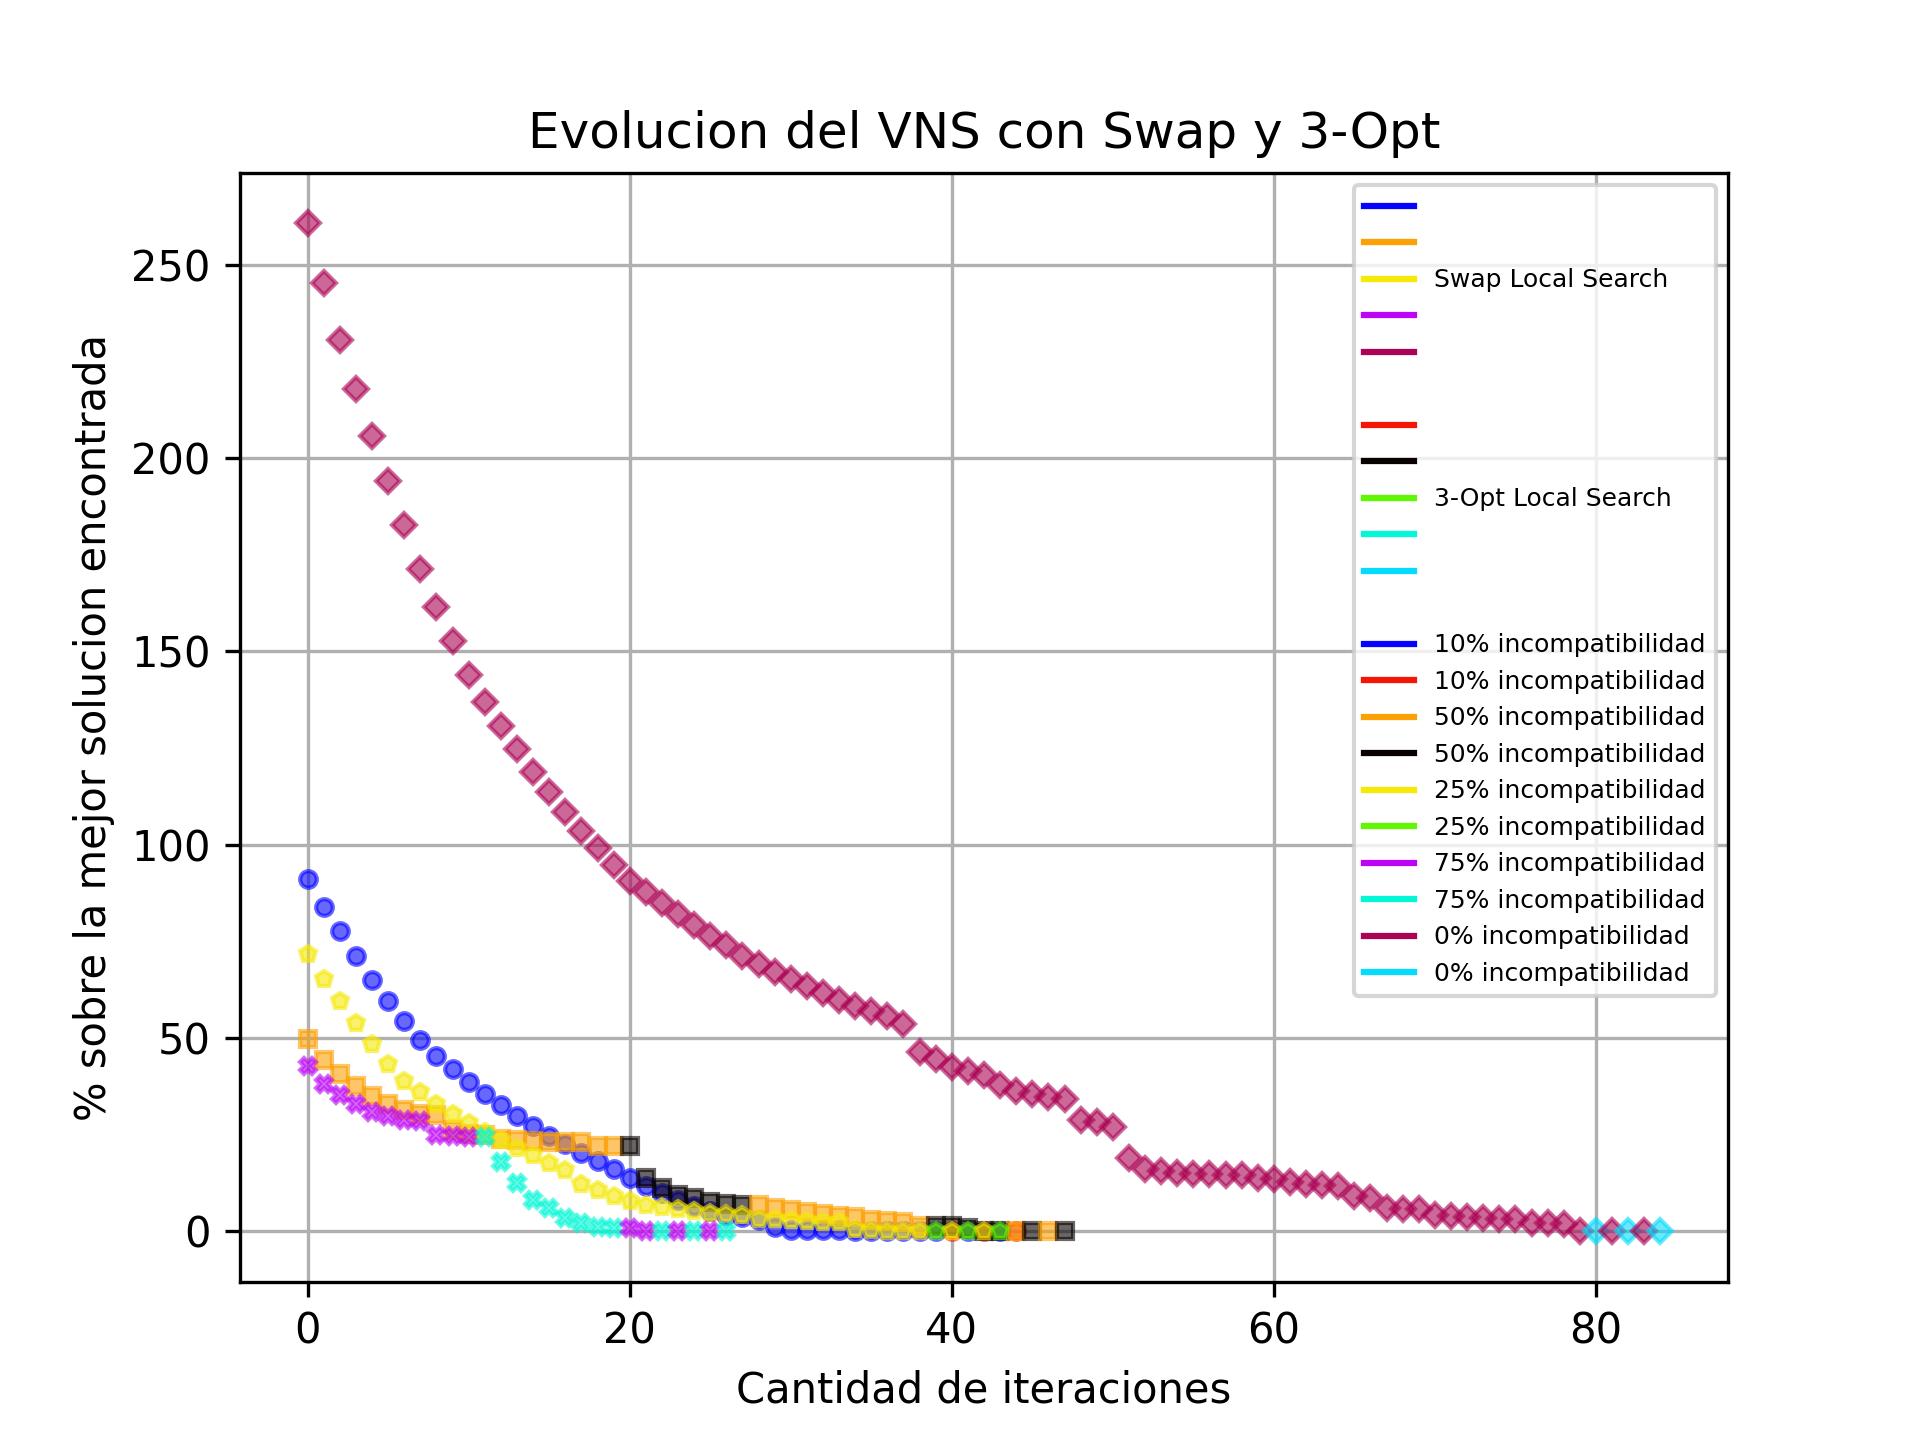 Evolucion del VNS con Swap y 3-Opt
% sobre la mejor solucion encontrada
250
200
150
100
50
0
0 20 40 60 80
Cantidad de iteraciones
Swap Local Search
3-Opt Local Search
10% incompatibilidad
10% incompatibilidad
50% incompatibilidad
50% incompatibilidad
25% incompatibilidad
25% incompatibilidad
75% incompatibilidad
75% incompatibilidad
0% incompatibilidad
0% incompatibilidad